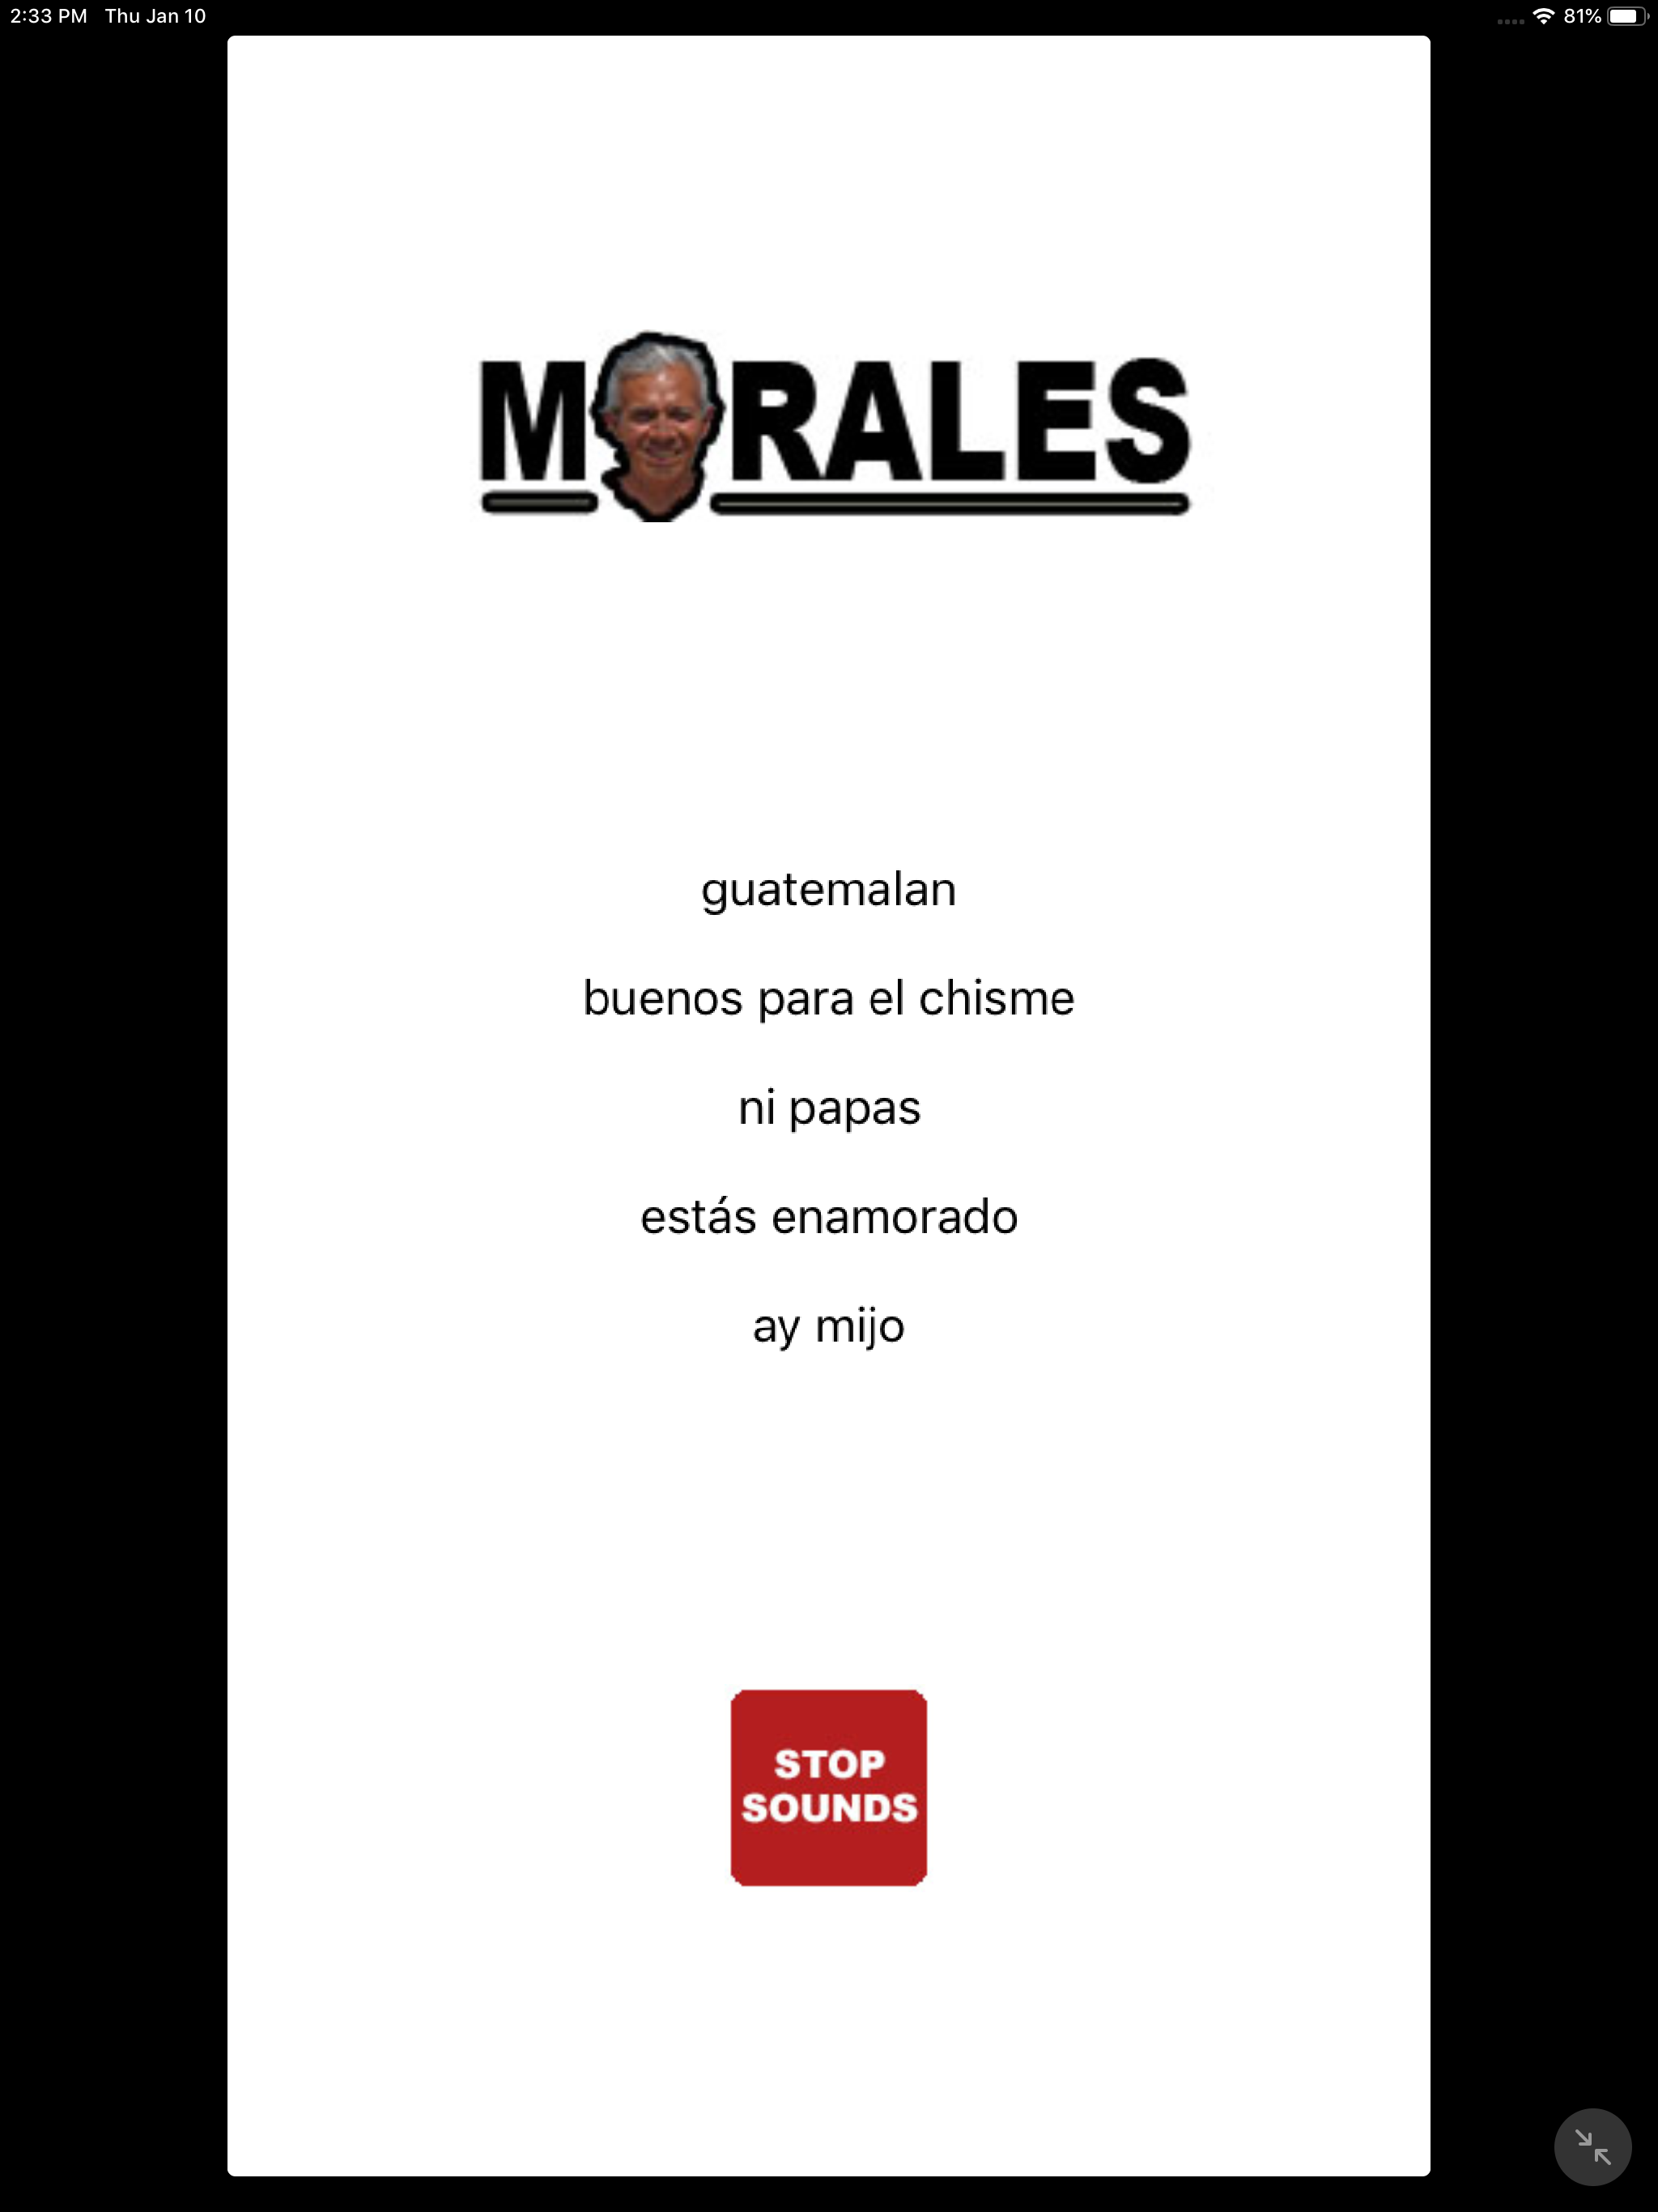 2:33 PM Thu Jan 10 81%
MORALES
guatemalan
buenos para el chisme
ni papas
estás enamorado
ay mijo
STOP
SOUNDS